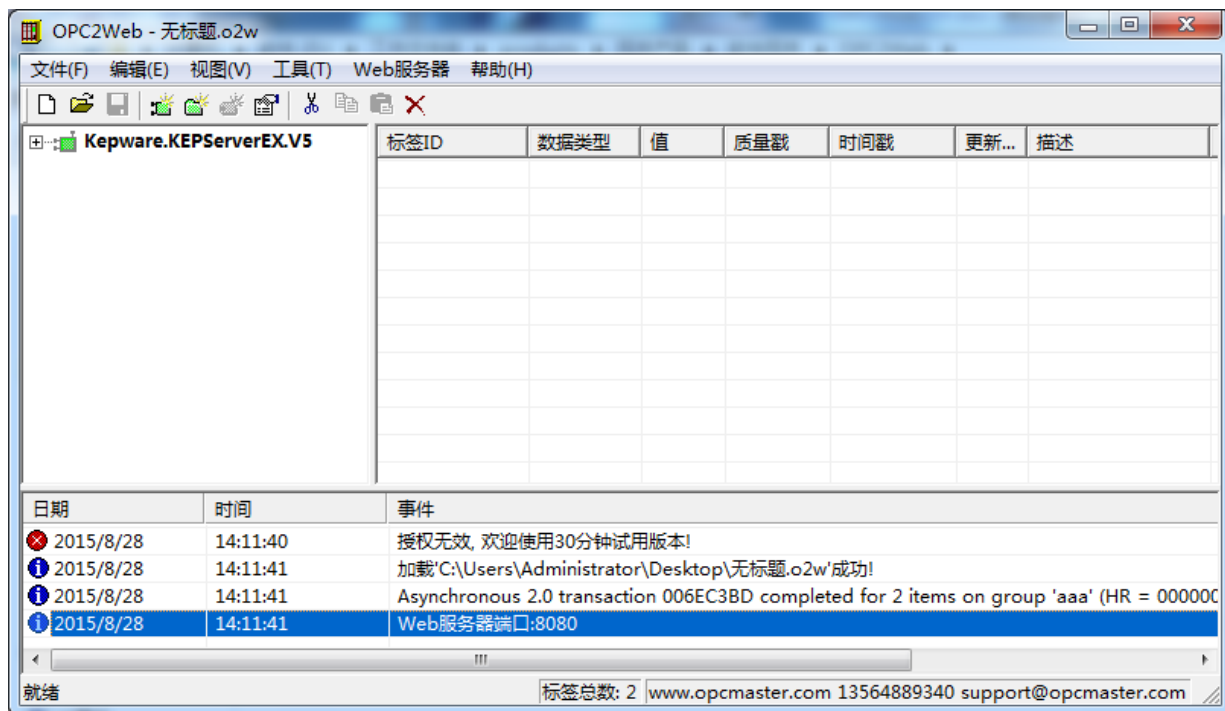 OPC2Web - 无标题.o2w
文件(F) 编辑(E) 视图(V) 工具(T) Web服务器 帮助(H)
Kepware.KEPServerEX.V5
标签ID 数据类型 值 质量戳 时间戳 更新... 描述
日期 时间 事件
2015/8/28 14:11:40 授权无效, 欢迎使用30分钟试用版本!
2015/8/28 14:11:41 加载'C:\Users\Administrator\Desktop\无标题.o2w'成功!
2015/8/28 14:11:41 Asynchronous 2.0 transaction 006EC3BD completed for 2 items on group 'aaa' (HR = 000000
2015/8/28 14:11:41 Web服务器端口:8080
就绪 标签总数: 2 www.opcmaster.com 13564889340 support@opcmaster.com